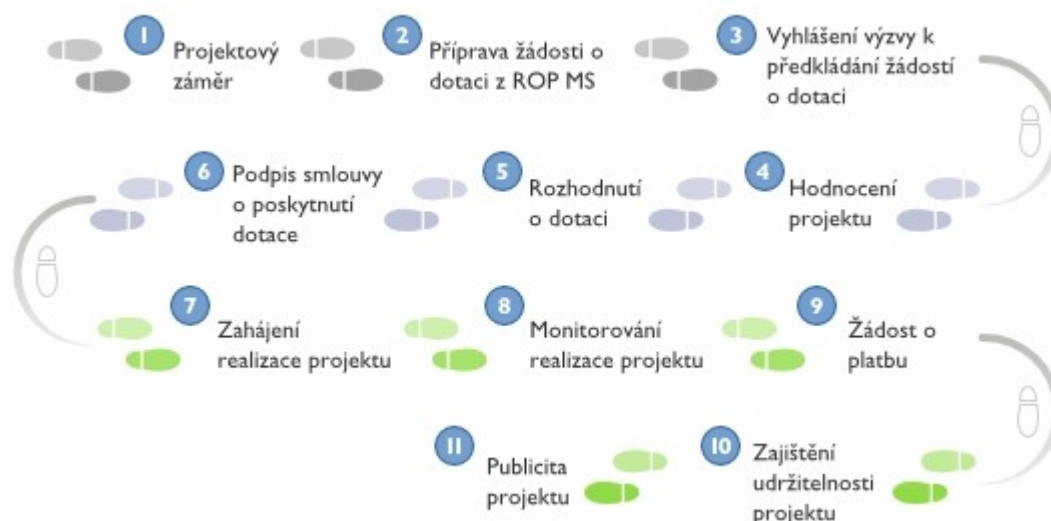 1
Projektový
záměr
2
Příprava žádosti o
dotaci z ROP MS
3
Vyhlášení výzvy k
předkládání žádostí
o dotaci
4
Hodnocení
projektu
5
Rozhodnutí
o dotaci
6
Podpis smlouvy
o poskytnutí
dotace
7
Zahájení
realizace projektu
8
Monitorování
realizace projektu
9
Žádost o
platbu
10
Zajištění
udržitelnosti
projektu
11
Publicita
projektu